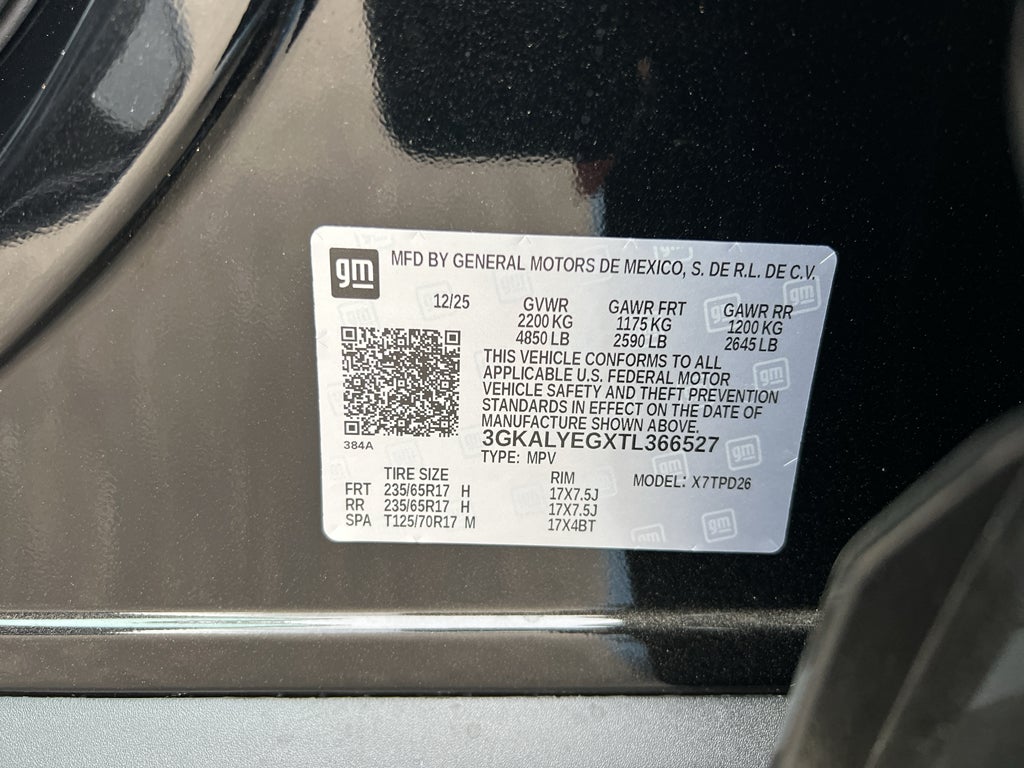 gm MFD BY GENERAL MOTORS DE MEXICO, S. DE R.L. DE C.V.
12/25 GVWR GAWR FRT GAWR RR
2200 KG 1175 KG 1200 KG
4850 LB 2590 LB 2645 LB
THIS VEHICLE CONFORMS TO ALL
APPLICABLE U.S. FEDERAL MOTOR
VEHICLE SAFETY AND THEFT PREVENTION
STANDARDS IN EFFECT ON THE DATE OF
MANUFACTURE SHOWN ABOVE.
384A 3GKALYEGXTL366527
TYPE: MPV
TIRE SIZE RIM MODEL: X7TPD26
FRT 235/65R17 H 17X7.5J
RR 235/65R17 H 17X7.5J
SPA T125/70R17 M 17X4BT